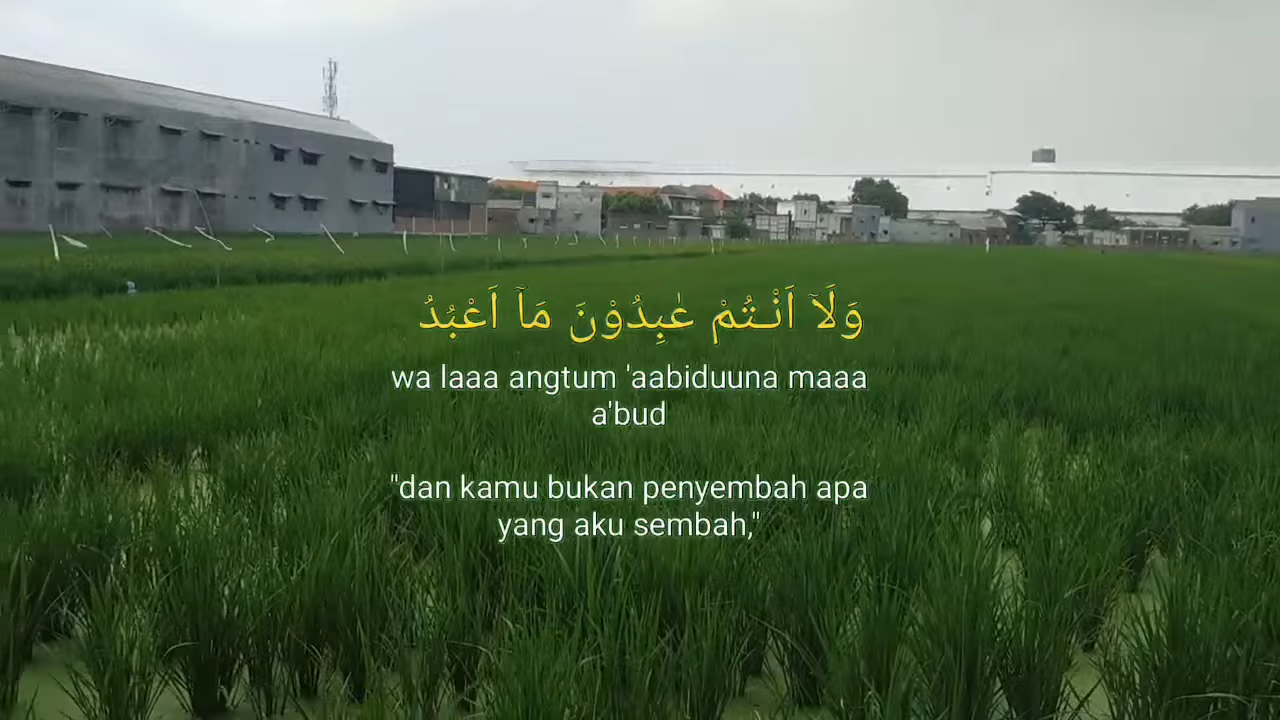 وَلَآ اَنْـتُمْ عٰبِدُوْنَ مَآ اَعْبُدُ
wa laaa angtum 'aabiduuna maaa
a'bud
"dan kamu bukan penyembah apa
yang aku sembah,"